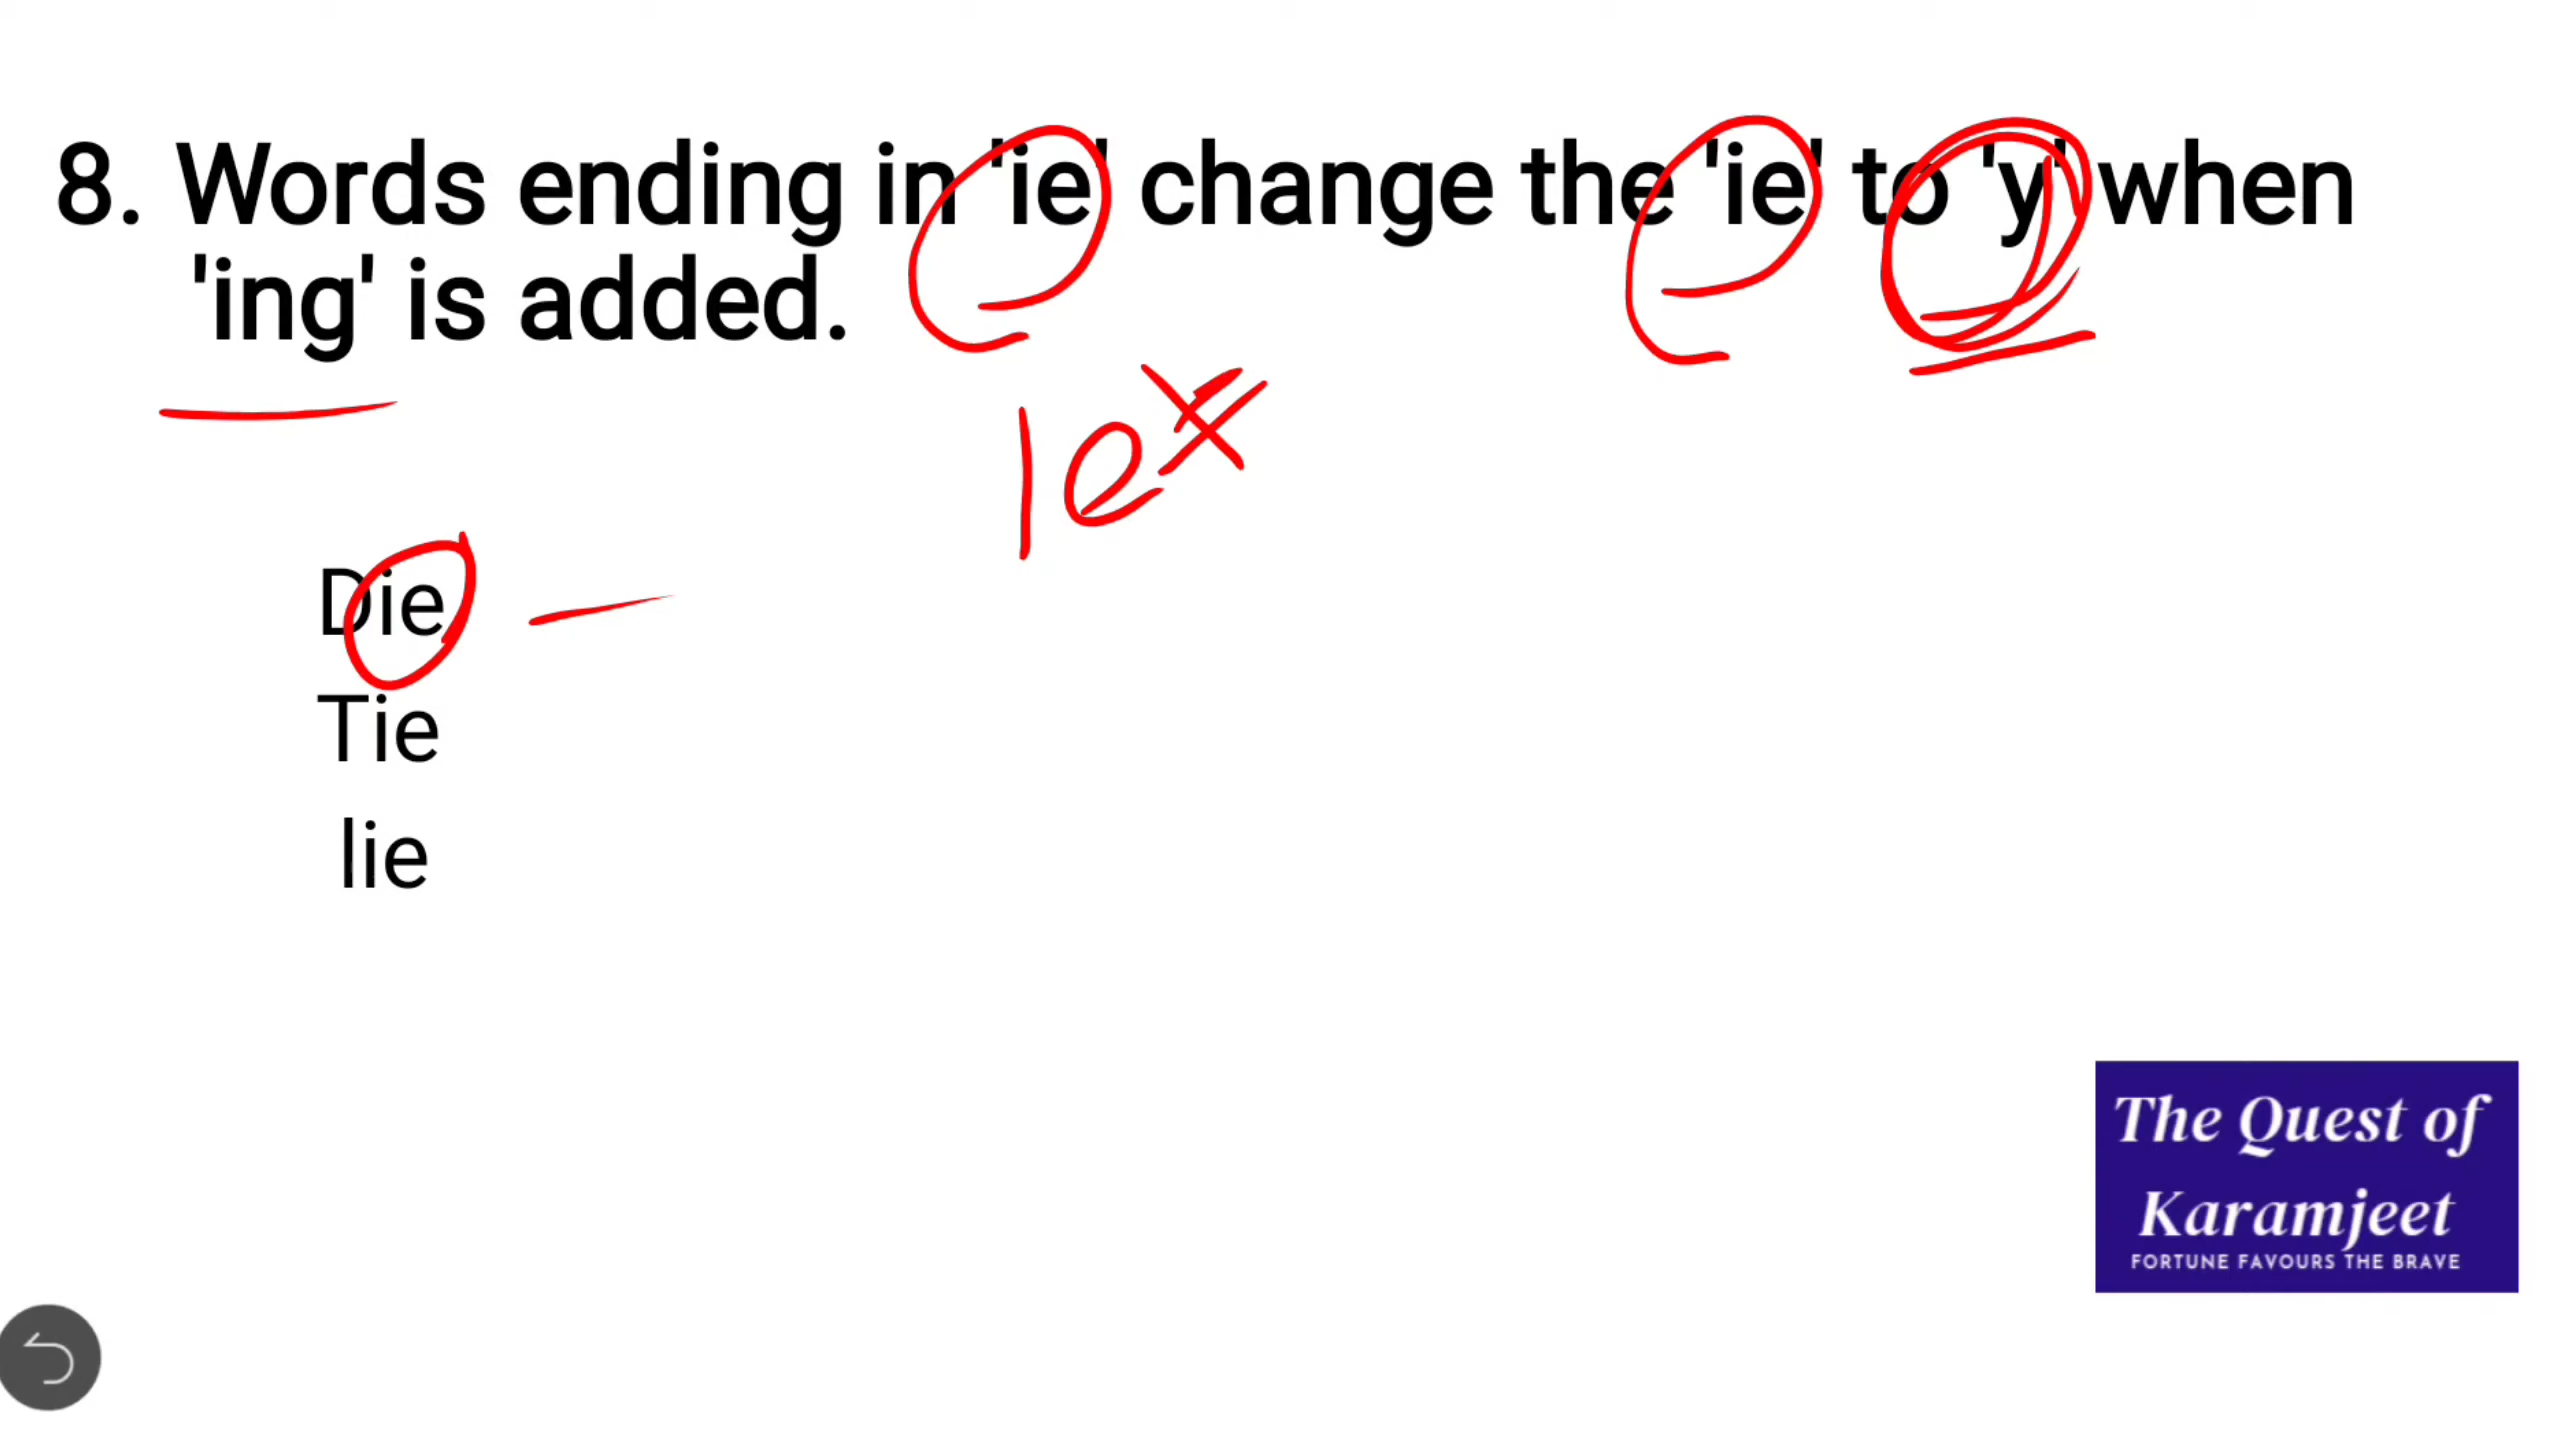 8. Words ending in 'ie' change the 'ie' to 'y' when
'ing' is added.
ie
Die
Tie
lie
The Quest of
Karamjeet
FORTUNE FAVOURS THE BRAVE